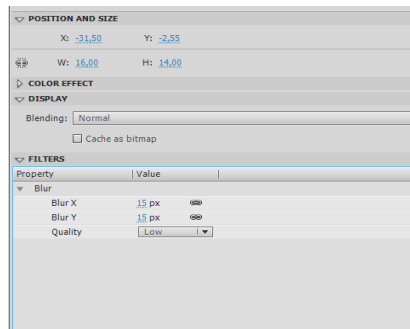 POSITION AND SIZE
X: -31,50 Y: -2,55
W: 16,00 H: 14,00
COLOR EFFECT
DISPLAY
Blending: Normal
Cache as bitmap
FILTERS
Property Value
Blur
Blur X 15 px
Blur Y 15 px
Quality Low